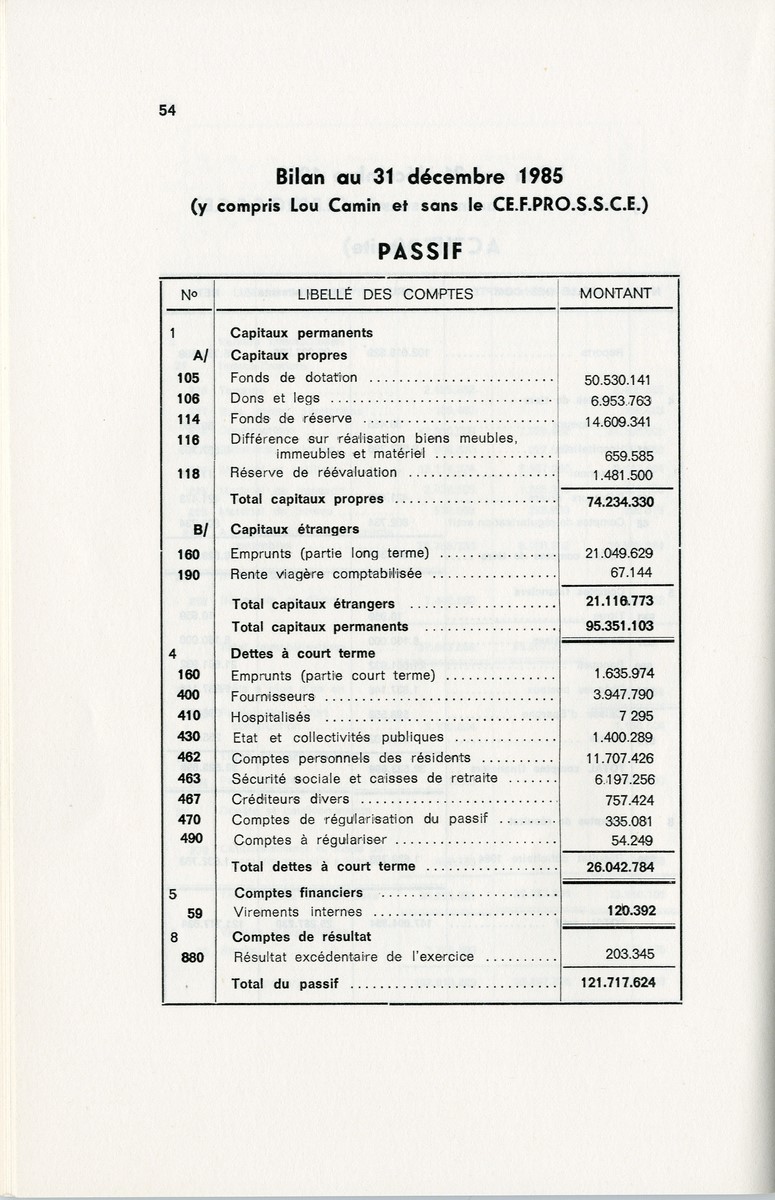 54
Bilan au 31 décembre 1985
(y compris Lou Camin et sans le CE.F.PRO.S.S.C.E.)
PASSIF
No LIBELLÉ DES COMPTES MONTANT
1 Capitaux permanents
A/ Capitaux propres
105 Fonds de dotation ........................ 50.530.141
106 Dons et legs ............................. 6.953.763
114 Fonds de réserve ......................... 14.609.341
116 Différence sur réalisation biens meubles,
immeubles et matériel ................ 659.585
118 Réserve de réévaluation .................. 1.481.500
Total capitaux propres ..................... 74.234.330
B/ Capitaux étrangers
160 Emprunts (partie long terme) ............... 21.049.629
190 Rente viagère comptabilisée ................ 67.144
Total capitaux étrangers ................... 21.116.773
Total capitaux permanents ................. 95.351.103
4 Dettes à court terme
160 Emprunts (partie court terme) .............. 1.635.974
400 Fournisseurs .............................. 3.947.790
410 Hospitalisés .............................. 7 295
430 Etat et collectivités publiques ............. 1.400.289
462 Comptes personnels des résidents .......... 11.707.426
463 Sécurité sociale et caisses de retraite ....... 6.197.256
467 Créditeurs divers ......................... 757.424
470 Comptes de régularisation du passif ........ 335.081
490 Comptes à régulariser ..................... 54.249
Total dettes à court terme ................. 26.042.784
5 Comptes financiers .......................
59 Virements internes ........................ 120.392
8 Comptes de résultat
880 Résultat excédentaire de l'exercice .......... 203.345
Total du passif ........................... 121.717.624